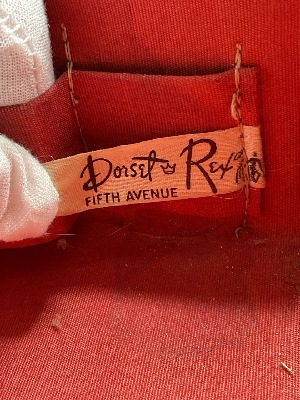 Dorset Rex
FIFTH AVENUE